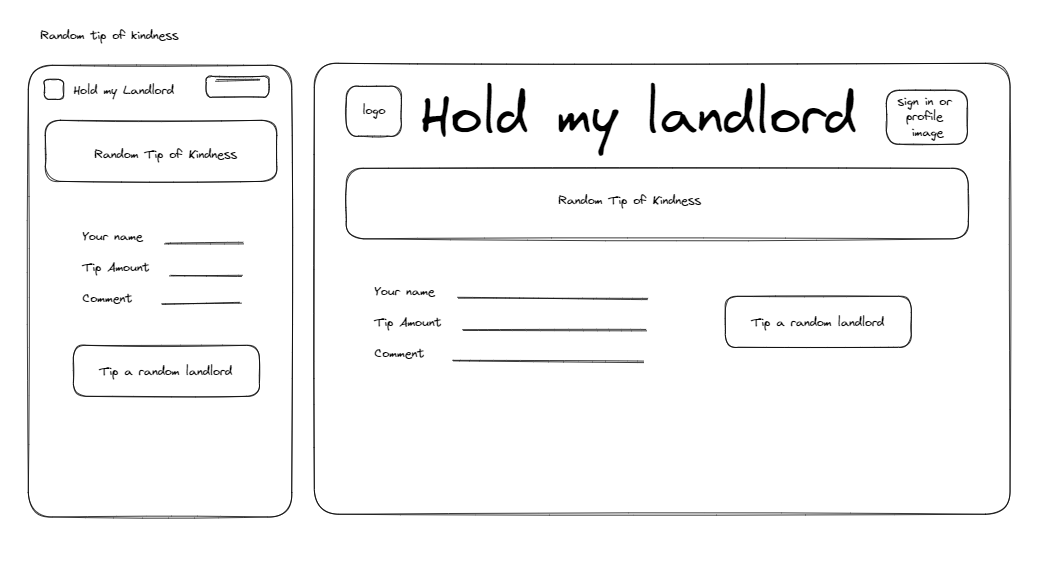 Random tip of kindness
Hold my Landlord
Random Tip of Kindness
Your name
Tip Amount
Comment
Tip a random landlord
logo
Hold my landlord
Sign in or
profile
image
Random Tip of Kindness
Your name
Tip Amount
Comment
Tip a random landlord